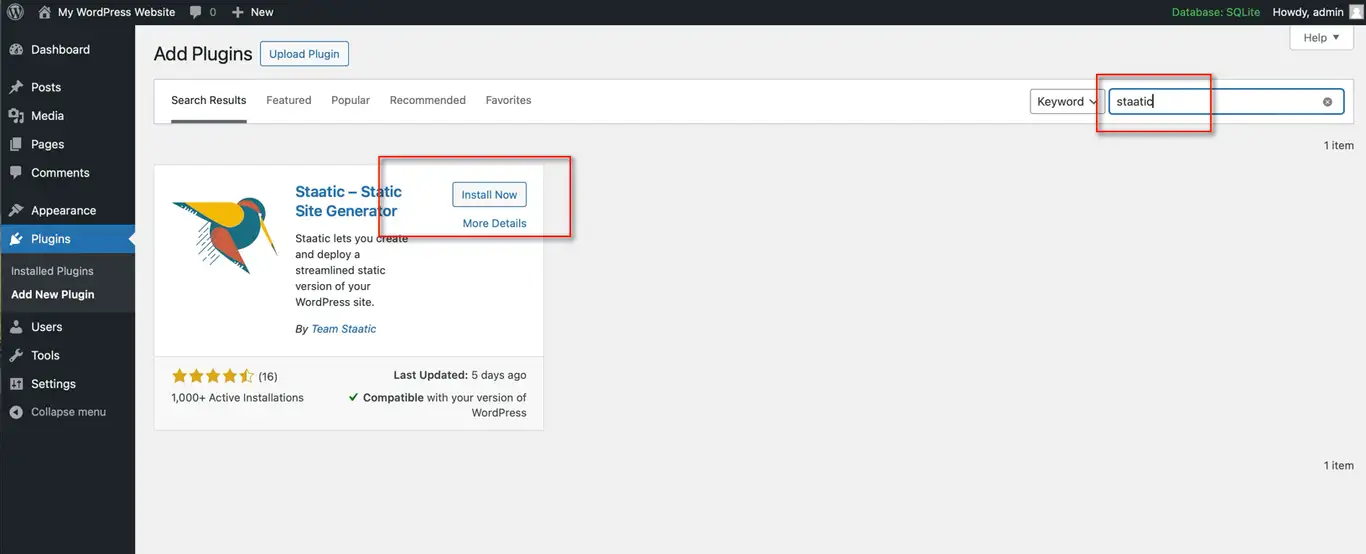 My WordPress Website 0 New Database: SQLite Howdy, admin
Help
Dashboard
Posts
Media
Pages
Comments
Appearance
Plugins
Installed Plugins
Add New Plugin
Users
Tools
Settings
Collapse menu
Add Plugins Upload Plugin
Search Results Featured Popular Recommended Favorites Keyword staatic
1 item
Staatic – Static
Site Generator
Install Now
More Details
Staatic lets you create
and deploy a
streamlined static
version of your
WordPress site.
By Team Staatic
(16)
1,000+ Active Installations
Last Updated: 5 days ago
Compatible with your version of
WordPress
1 item